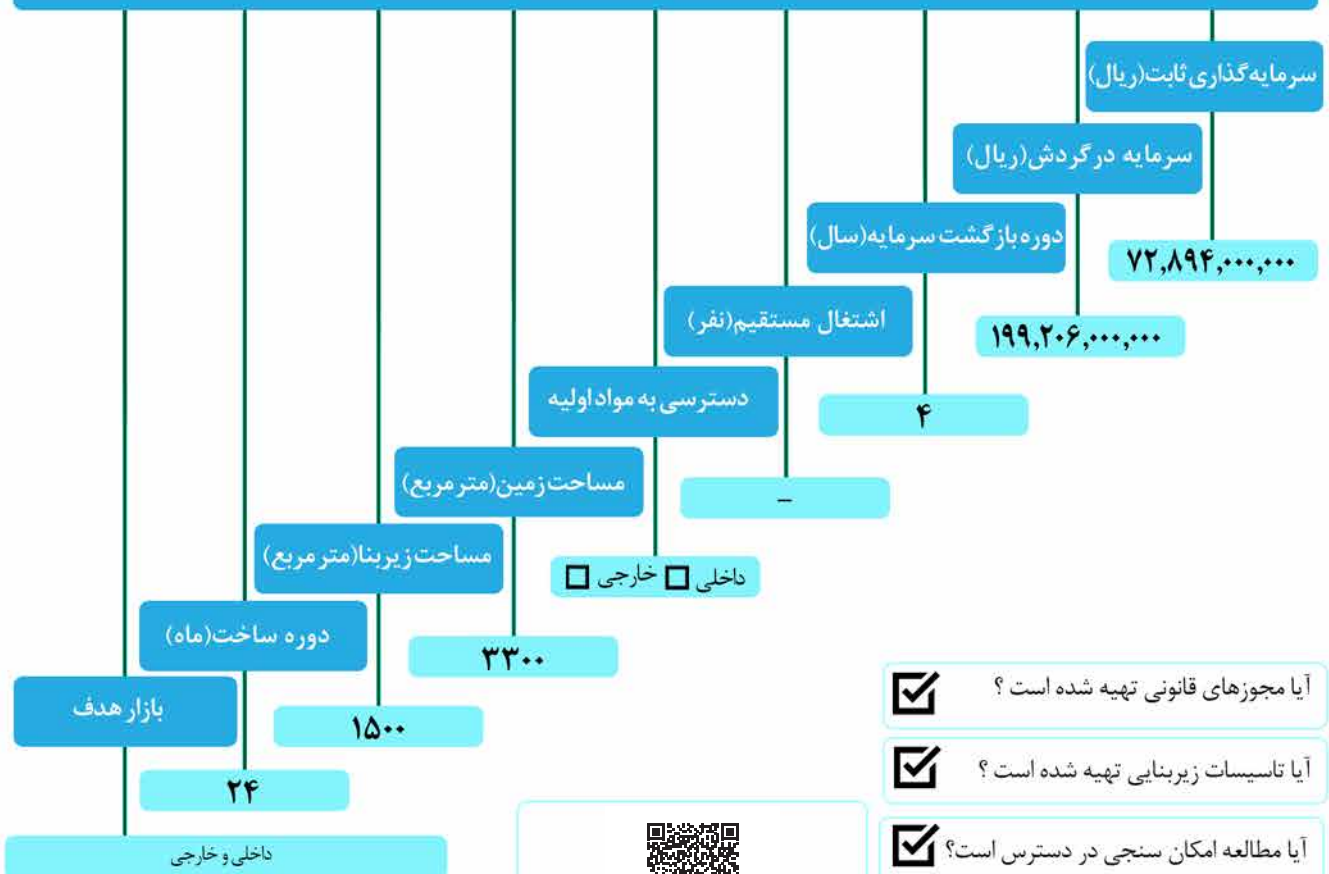 سرمایه‌گذاری ثابت(ریال)
۷۲,۸۹۴,۰۰۰,۰۰۰
سرمایه در گردش(ریال)
۱۹۹,۲۰۶,۰۰۰,۰۰۰
دوره بازگشت سرمایه(سال)
۴
اشتغال مستقیم(نفر)
–
دسترسی به مواد اولیه
داخلی □ خارجی □
مساحت زمین(متر مربع)
۳۳۰۰
مساحت زیربنا(متر مربع)
۱۵۰۰
دوره ساخت(ماه)
۲۴
بازار هدف
داخلی و خارجی
آیا مجوزهای قانونی تهیه شده است ؟
آیا تاسیسات زیربنایی تهیه شده است ؟
آیا مطالعه امکان سنجی در دسترس است؟